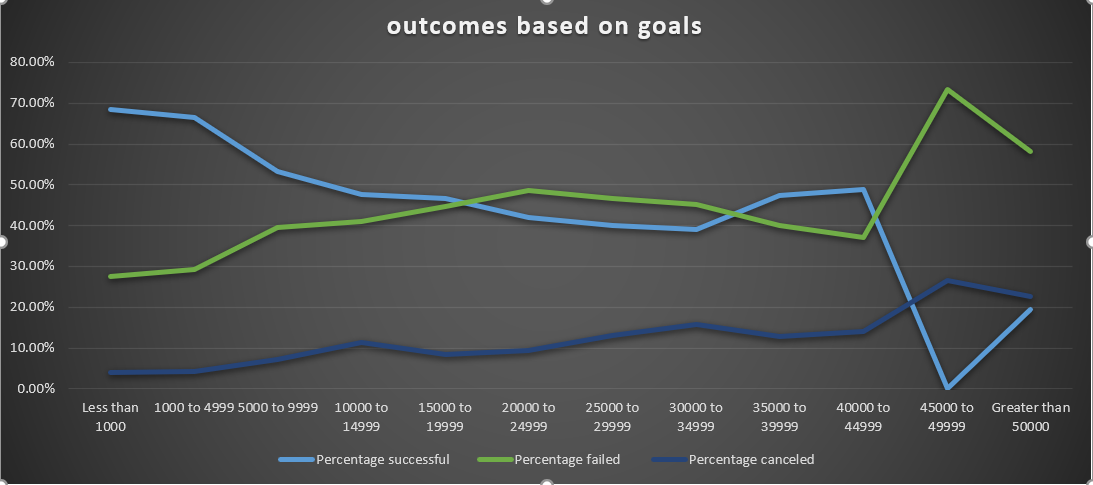 outcomes based on goals
80.00%
70.00%
60.00%
50.00%
40.00%
30.00%
20.00%
10.00%
0.00%
Less than
1000
1000 to 4999
5000 to 9999
10000 to
14999
15000 to
19999
20000 to
24999
25000 to
29999
30000 to
34999
35000 to
39999
40000 to
44999
45000 to
49999
Greater than
50000
Percentage successful
Percentage failed
Percentage canceled